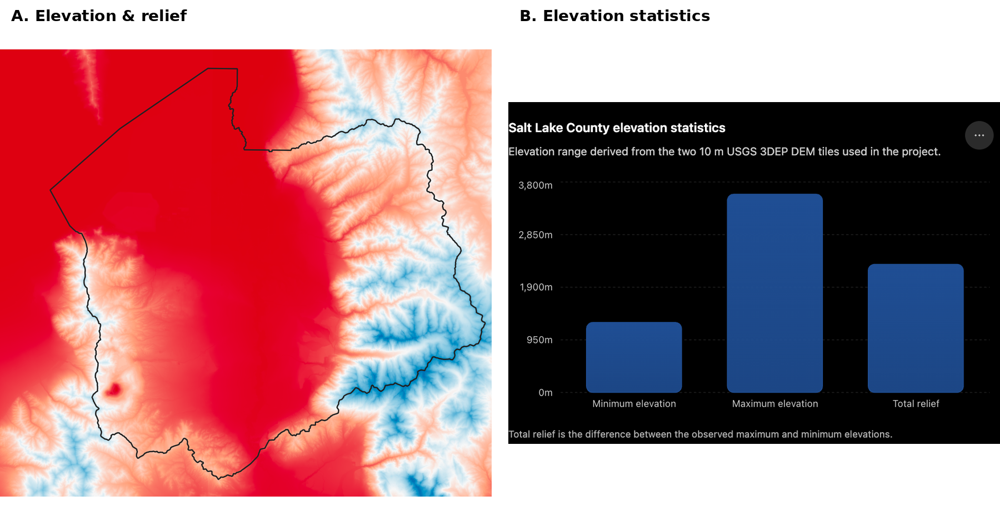 A. Elevation & relief
B. Elevation statistics
Salt Lake County elevation statistics
...
Elevation range derived from the two 10 m USGS 3DEP DEM tiles used in the project.
3,800m
2,850m
1,900m
950m
0m
Minimum elevation
Maximum elevation
Total relief
Total relief is the difference between the observed maximum and minimum elevations.